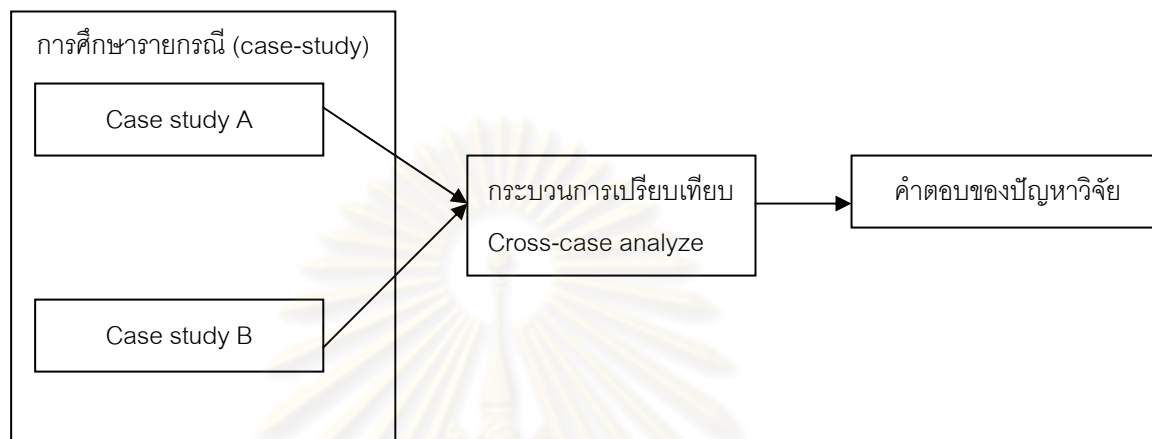 การศึกษารายกรณี (case-study)
Case study A
กระบวนการเปรียบเทียบ
Cross-case analyze
คำตอบของปัญหาวิจัย
Case study B